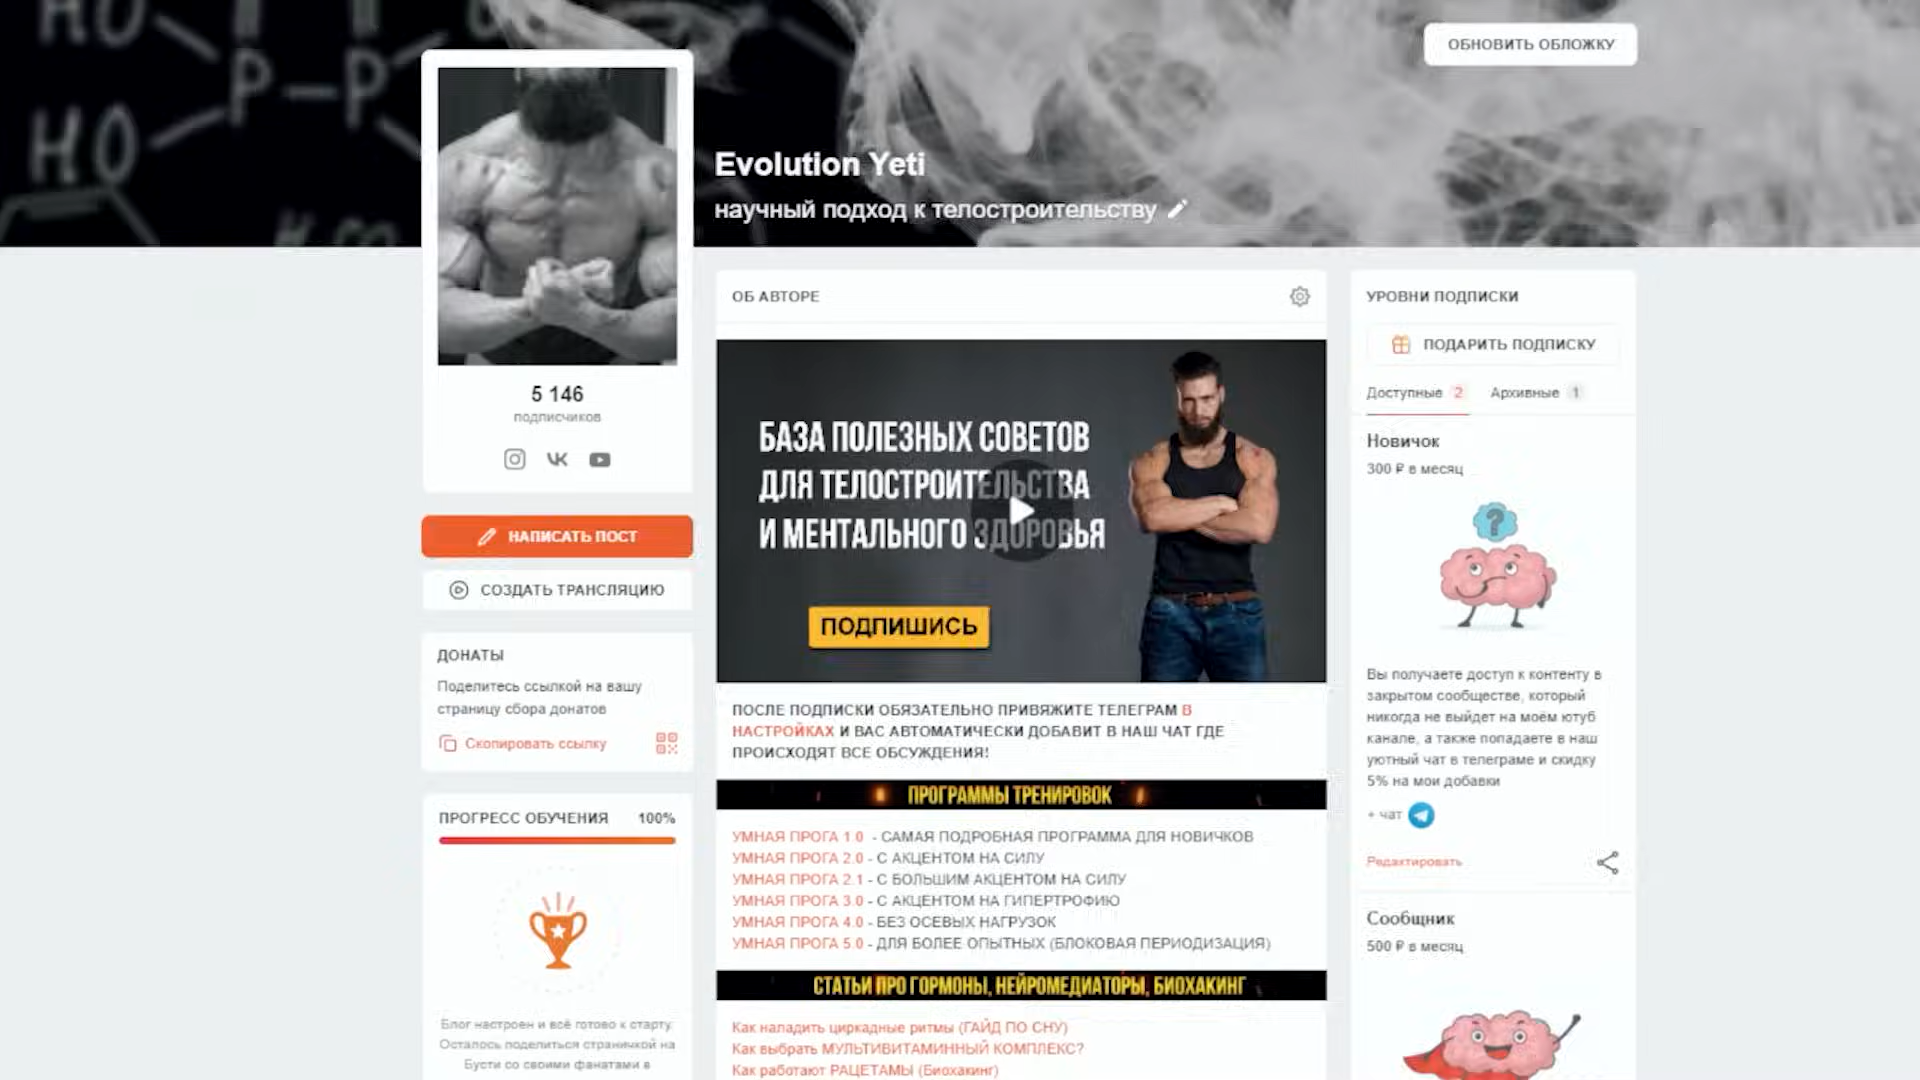 HO
P-P
HO
ОБНОВИТЬ ОБЛОЖКУ
Evolution Yeti
научный подход к телостроительству
5 146
подписчиков
НАПИСАТЬ ПОСТ
СОЗДАТЬ ТРАНСЛЯЦИЮ
ДОНАТЫ
Поделитесь ссылкой на вашу
страницу сбора донатов
Скопировать ссылку
ПРОГРЕСС ОБУЧЕНИЯ 100%
Блог настроен и всё готово к старту.
Осталось поделиться страничкой на
Бусти со своими фанатами в
ОБ АВТОРЕ
БАЗА ПОЛЕЗНЫХ СОВЕТОВ
ДЛЯ ТЕЛОСТРОИТЕЛЬСТВА
И МЕНТАЛЬНОГО ЗДОРОВЬЯ
ПОДПИШИСЬ
ПОСЛЕ ПОДПИСКИ ОБЯЗАТЕЛЬНО ПРИВЯЖИТЕ ТЕЛЕГРАМ В
НАСТРОЙКАХ И ВАС АВТОМАТИЧЕСКИ ДОБАВИТ В НАШ ЧАТ ГДЕ
ПРОИСХОДЯТ ВСЕ ОБСУЖДЕНИЯ!
ПРОГРАММЫ ТРЕНИРОВОК
УМНАЯ ПРОГА 1.0 - САМАЯ ПОДРОБНАЯ ПРОГРАММА ДЛЯ НОВИЧКОВ
УМНАЯ ПРОГА 2.0 - С АКЦЕНТОМ НА СИЛУ
УМНАЯ ПРОГА 2.1 - С БОЛЬШИМ АКЦЕНТОМ НА СИЛУ
УМНАЯ ПРОГА 3.0 - С АКЦЕНТОМ НА ГИПЕРТРОФИЮ
УМНАЯ ПРОГА 4.0 - БЕЗ ОСЕВЫХ НАГРУЗОК
УМНАЯ ПРОГА 5.0 - ДЛЯ БОЛЕЕ ОПЫТНЫХ (БЛОКОВАЯ ПЕРИОДИЗАЦИЯ)
СТАТЬИ ПРО ГОРМОНЫ, НЕЙРОМЕДИАТОРЫ, БИОХАКИНГ
Как наладить циркадные ритмы (ГАЙД ПО СНУ)
Как выбрать МУЛЬТИВИТАМИННЫЙ КОМПЛЕКС?
Как работают РАЦЕТАМЫ (Биохакинг)
УРОВНИ ПОДПИСКИ
ПОДАРИТЬ ПОДПИСКУ
Доступные 2 Архивные 1
Новичок
300 ₽ в месяц
?
Вы получаете доступ к контенту в
закрытом сообществе, который
никогда не выйдет на моём ютуб
канале, а также попадаете в наш
уютный чат в телеграме и скидку
5% на мои добавки
+ чат
Редактировать
Сообщник
500 ₽ в месяц